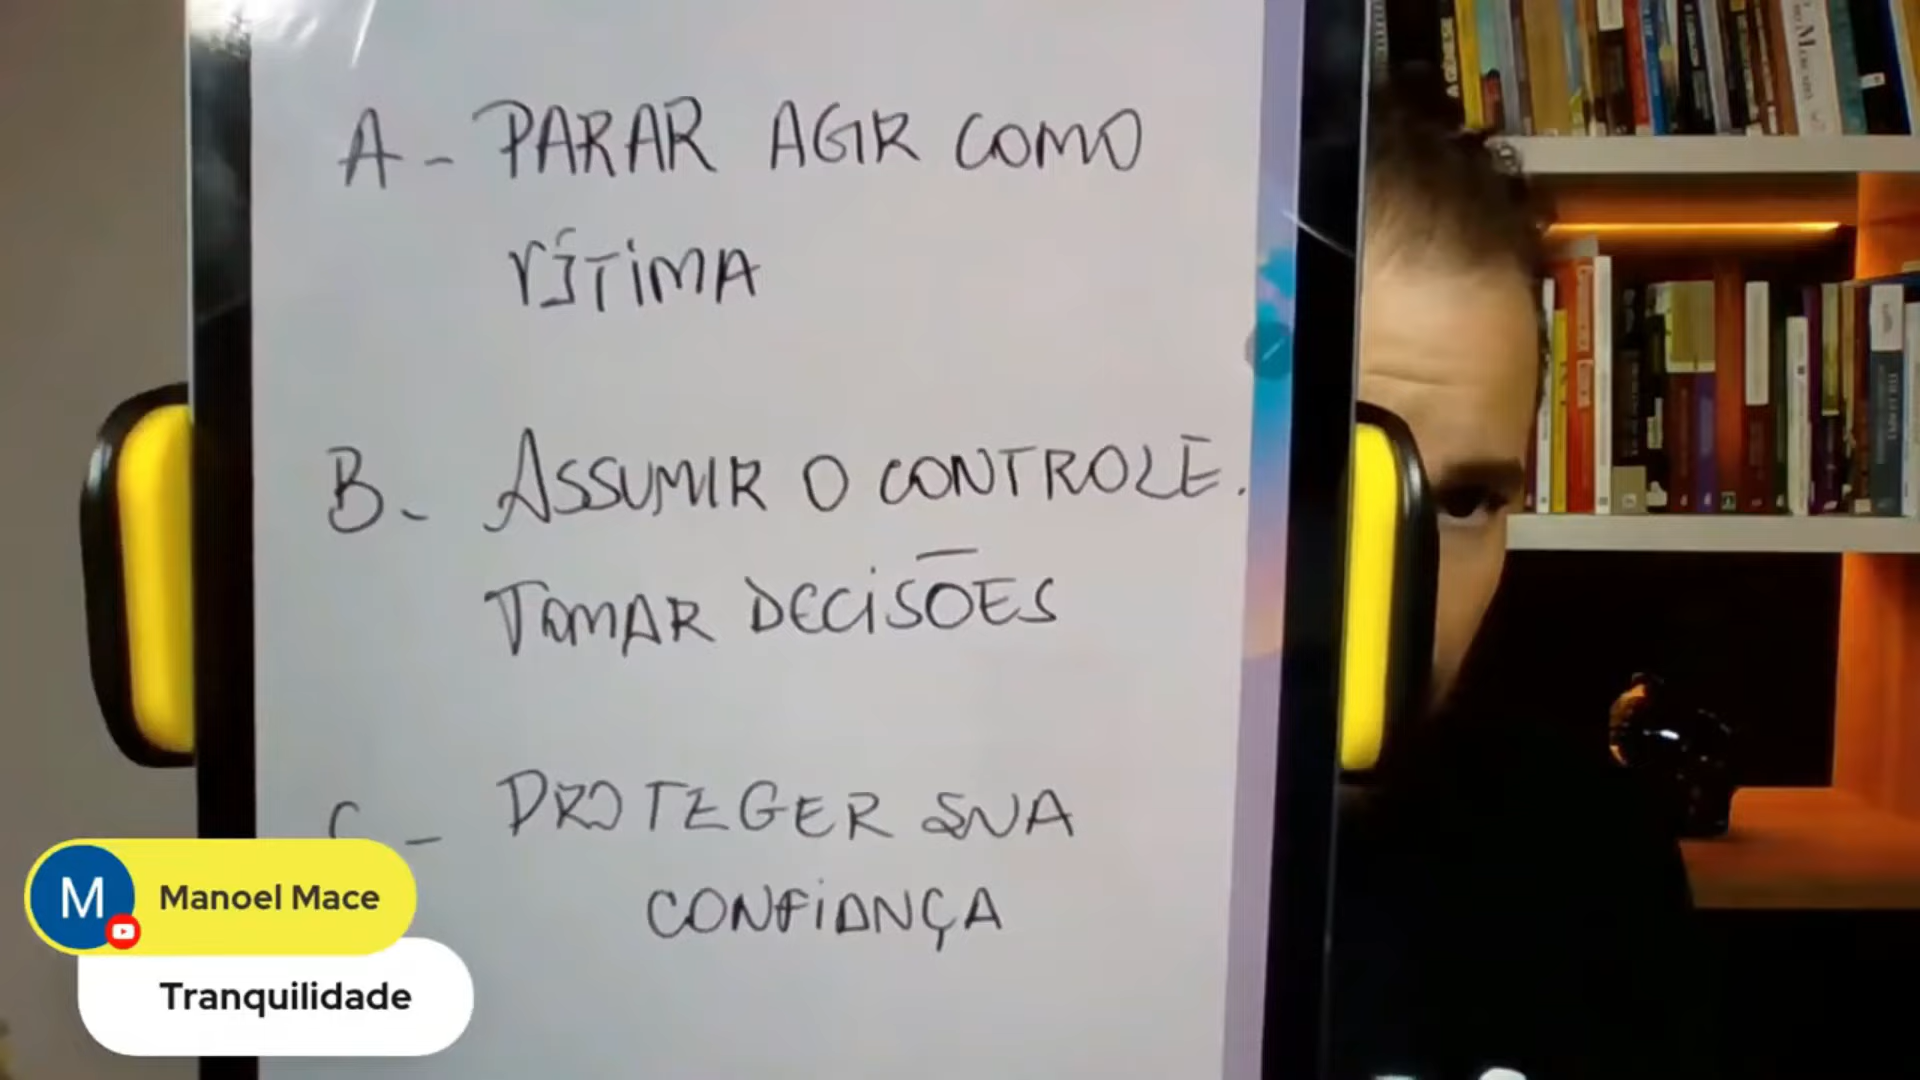 A - PARAR AGIR COMO
VÍTIMA
B - ASSUMIR O CONTROLE.
TOMAR DECISÕES
C - PROTEGER SUA
CONFIANÇA
M
Manoel Mace
Tranquilidade